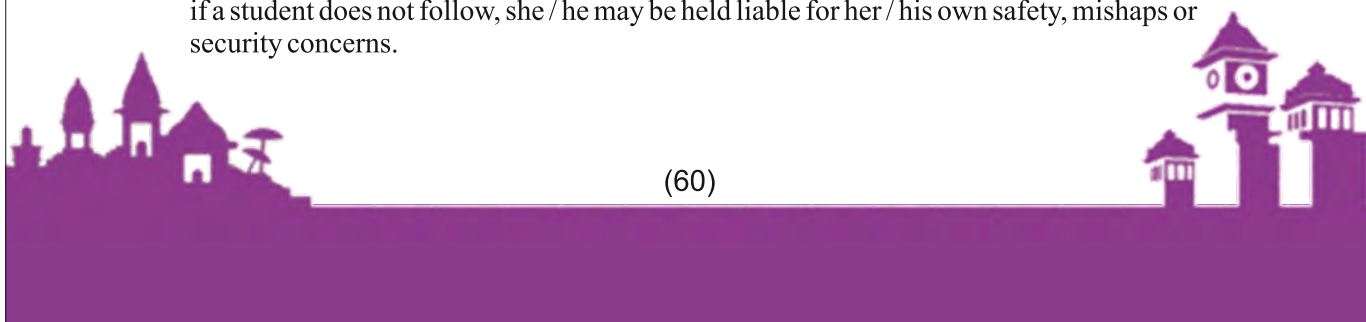 if a student does not follow, she / he may be held liable for her / his own safety, mishaps or
security concerns.
(60)